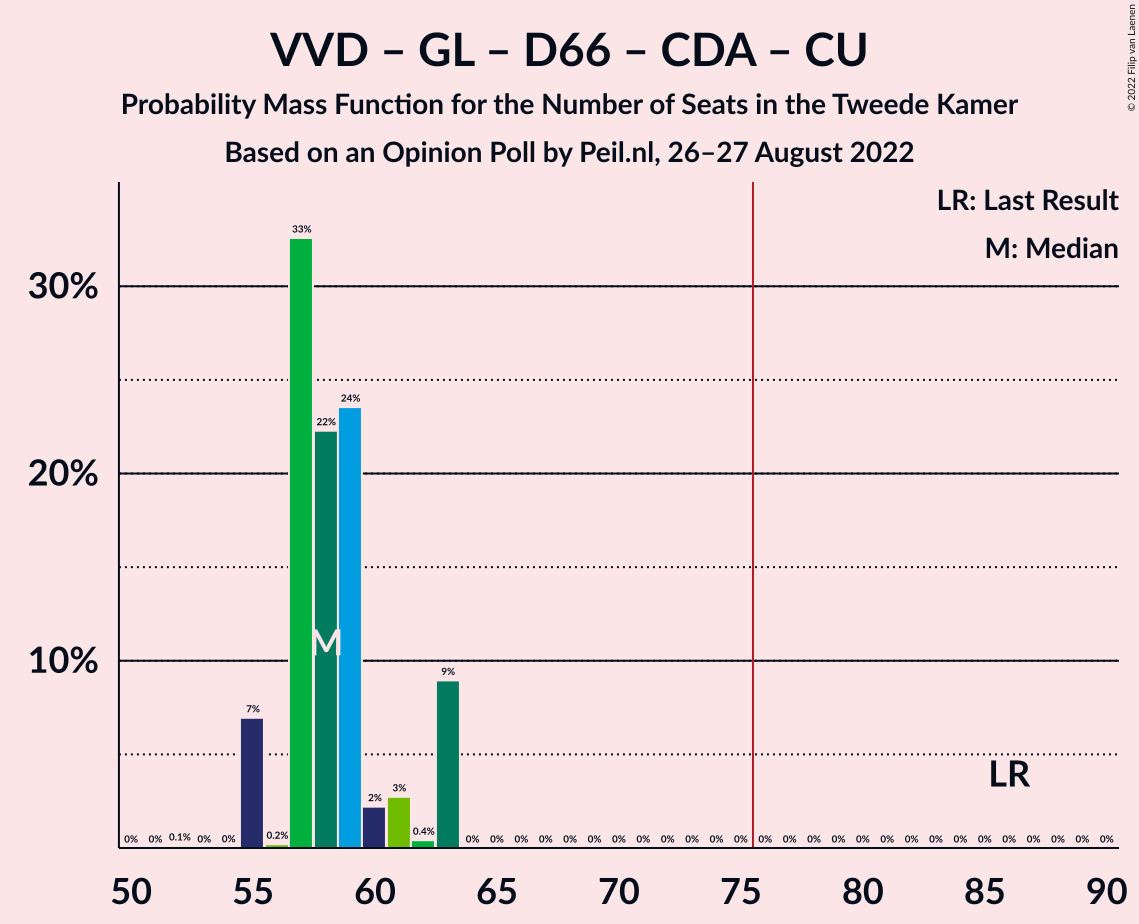 VVD – GL – D66 – CDA – CU
Probability Mass Function for the Number of Seats in the Tweede Kamer
Based on an Opinion Poll by Peil.nl, 26–27 August 2022
© 2022 Filip van Laenen
LR: Last Result
M: Median
30%
20%
10%
0% 0% 0.1% 0% 0% 7% 0.2% 33% 22% 24% 2% 3% 0.4% 9% 0% 0% 0% 0% 0% 0% 0% 0% 0% 0% 0% 0% 0% 0% 0% 0% 0% 0% 0% 0% 0% 0% 0% 0% 0% 0% 0%
M
LR
50 55 60 65 70 75 80 85 90